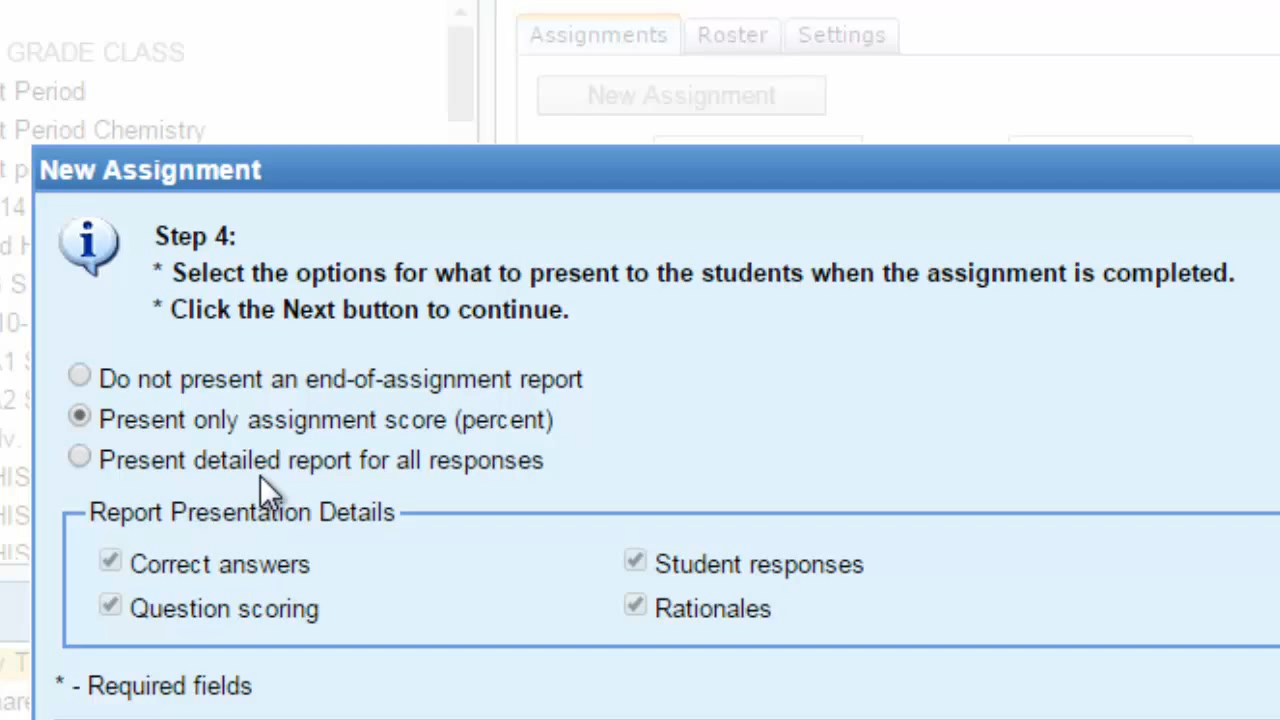 GRADE CLASS
t Period
t Period Chemistry
t p
14
Assignments Roster Settings
New Assignment
New Assignment
Step 4:
* Select the options for what to present to the students when the assignment is completed.
* Click the Next button to continue.
Do not present an end-of-assignment report
Present only assignment score (percent)
Present detailed report for all responses
Report Presentation Details
Correct answers Student responses
Question scoring Rationales
* - Required fields